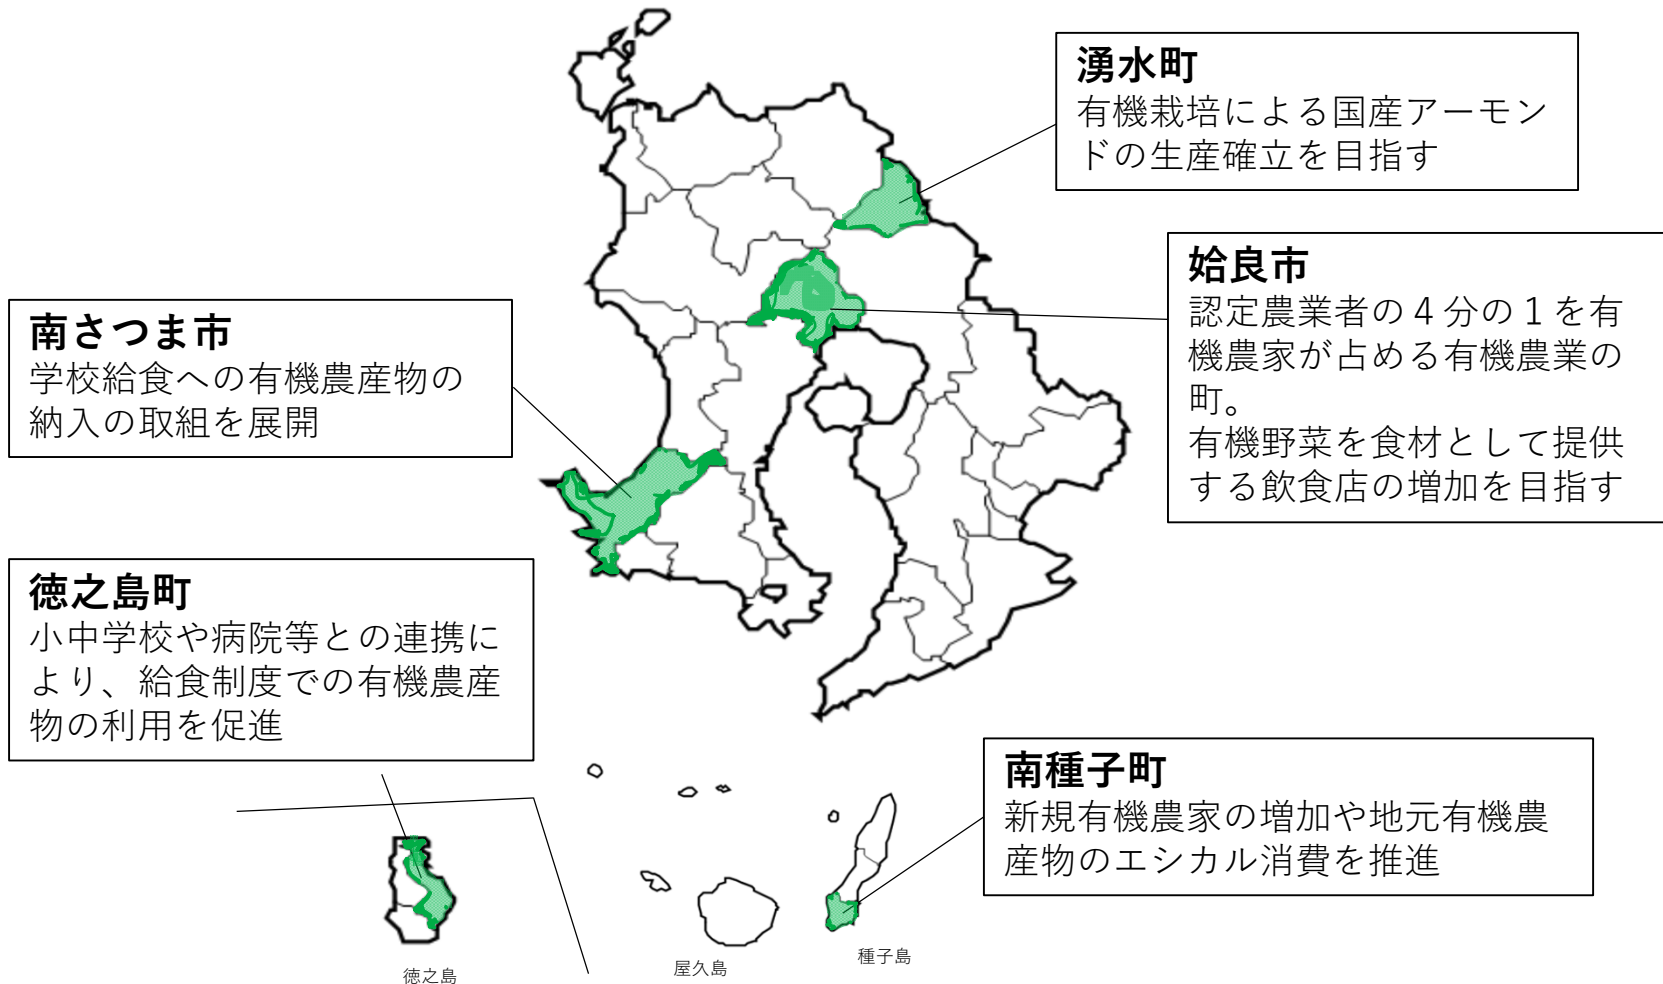 湧水町
有機栽培による国産アーモン
ドの生産確立を目指す
姶良市
認定農業者の４分の１を有
機農家が占める有機農業の
町。
有機野菜を食材として提供
する飲食店の増加を目指す
南さつま市
学校給食への有機農産物の
納入の取組を展開
徳之島町
小中学校や病院等との連携に
より、給食制度での有機農産
物の利用を促進
南種子町
新規有機農家の増加や地元有機農
産物のエシカル消費を推進
徳之島
屋久島
種子島